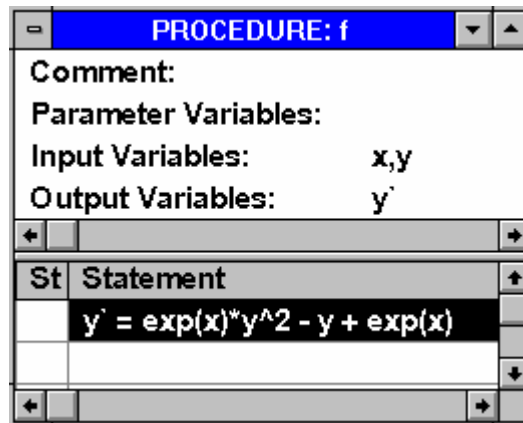 PROCEDURE: f
Comment:
Parameter Variables:
Input Variables: x,y
Output Variables: y`
St Statement
y` = exp(x)*y^2 - y + exp(x)